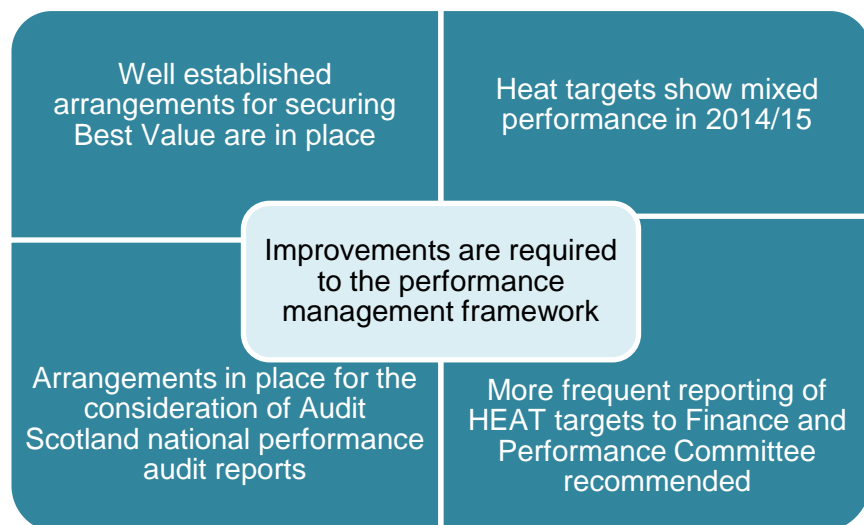 Well established
arrangements for securing
Best Value are in place
Heat targets show mixed
performance in 2014/15
Improvements are required
to the performance
management framework
Arrangements in place for the
consideration of Audit
Scotland national performance
audit reports
More frequent reporting of
HEAT targets to Finance and
Performance Committee
recommended